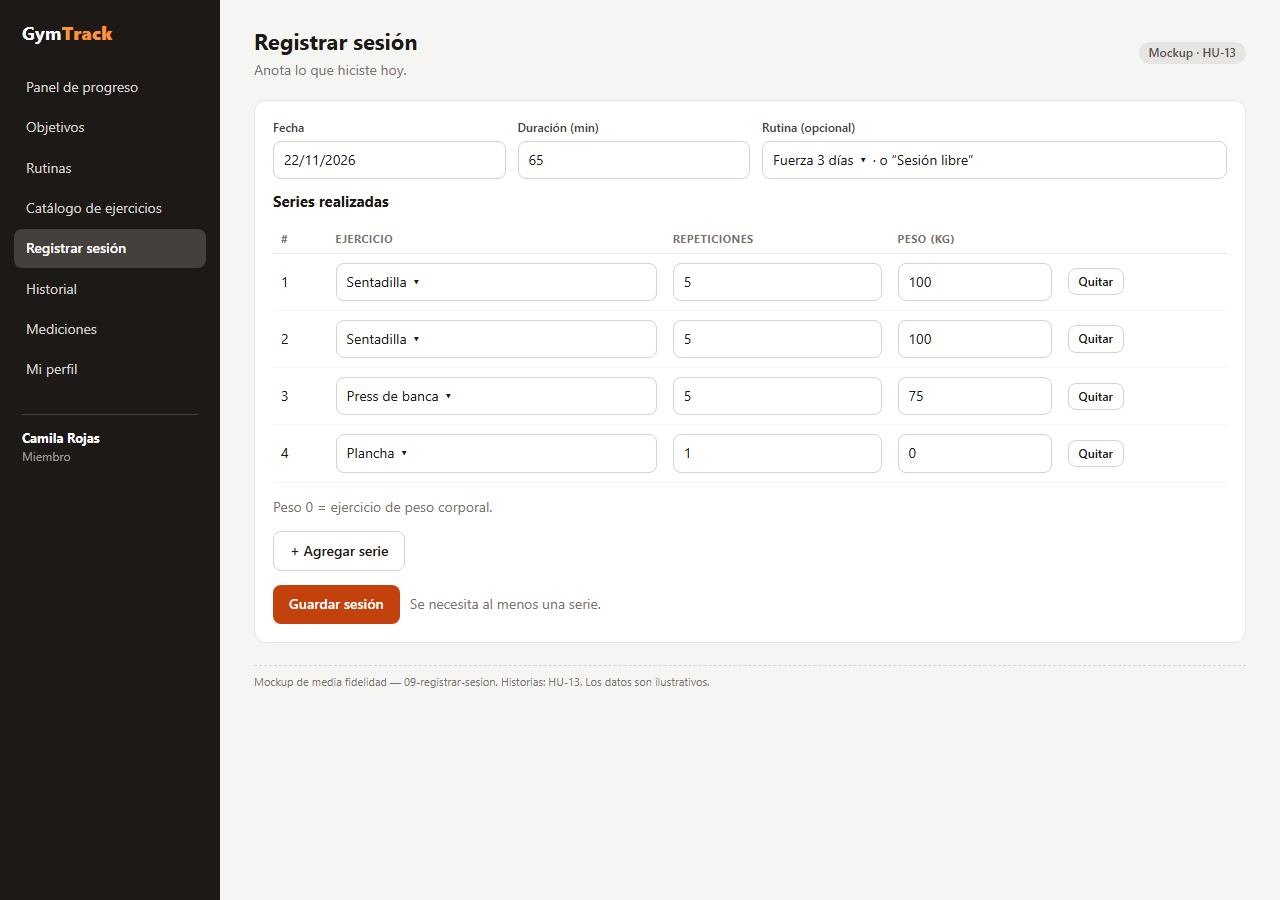 GymTrack
Panel de progreso
Objetivos
Rutinas
Catálogo de ejercicios
Registrar sesión
Historial
Mediciones
Mi perfil
Camila Rojas
Miembro
Registrar sesión
Anota lo que hiciste hoy.
Mockup · HU-13
Fecha Duración (min) Rutina (opcional)
22/11/2026 65 Fuerza 3 días ▾ · o “Sesión libre”
Series realizadas
# EJERCICIO REPETICIONES PESO (KG)
1 Sentadilla ▾ 5 100 Quitar
2 Sentadilla ▾ 5 100 Quitar
3 Press de banca ▾ 5 75 Quitar
4 Plancha ▾ 1 0 Quitar
Peso 0 = ejercicio de peso corporal.
+ Agregar serie
Guardar sesión Se necesita al menos una serie.
Mockup de media fidelidad — 09-registrar-sesion. Historias: HU-13. Los datos son ilustrativos.